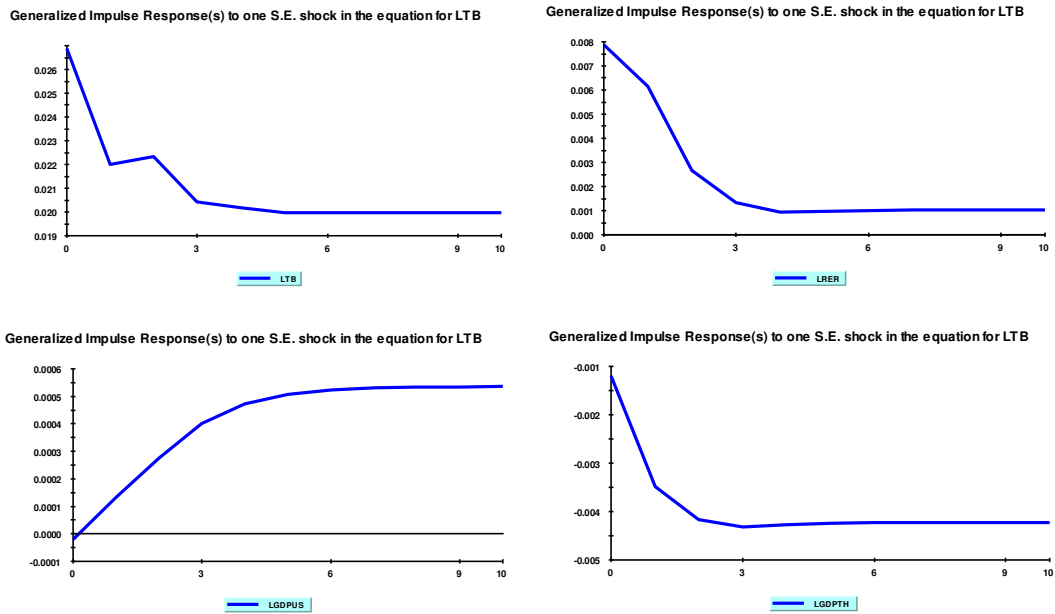 Generalized Impulse Response(s) to one S.E. shock in the equation for LTB
0.026
0.025
0.024
0.023
0.022
0.021
0.020
0.019
0 3 6 9 10
LTB
Generalized Impulse Response(s) to one S.E. shock in the equation for LTB
0.008
0.007
0.006
0.005
0.004
0.003
0.002
0.001
0.000
0 3 6 9 10
LRER
Generalized Impulse Response(s) to one S.E. shock in the equation for LTB
0.0006
0.0005
0.0004
0.0003
0.0002
0.0001
0.0000
-0.0001
0 3 6 9 10
LGDPUS
Generalized Impulse Response(s) to one S.E. shock in the equation for LTB
-0.001
-0.002
-0.003
-0.004
-0.005
0 3 6 9 10
LGDPTH